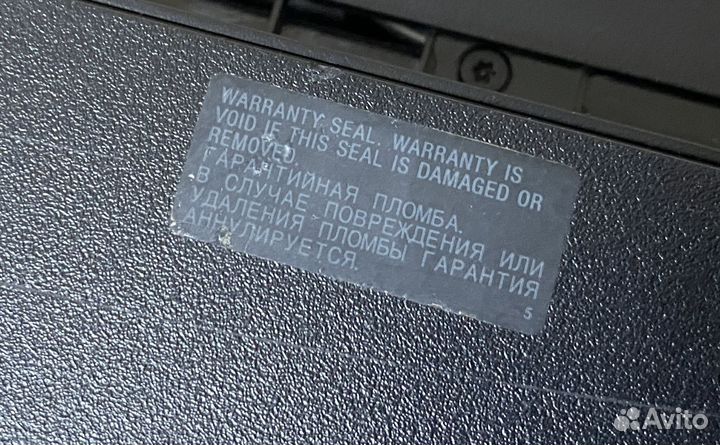 WARRANTY SEAL. WARRANTY IS
VOID IF THIS SEAL IS DAMAGED OR
REMOVED.
ГАРАНТИЙНАЯ ПЛОМБА.
В СЛУЧАЕ ПОВРЕЖДЕНИЯ ИЛИ
УДАЛЕНИЯ ПЛОМБЫ ГАРАНТИЯ
АННУЛИРУЕТСЯ.
5
Avito